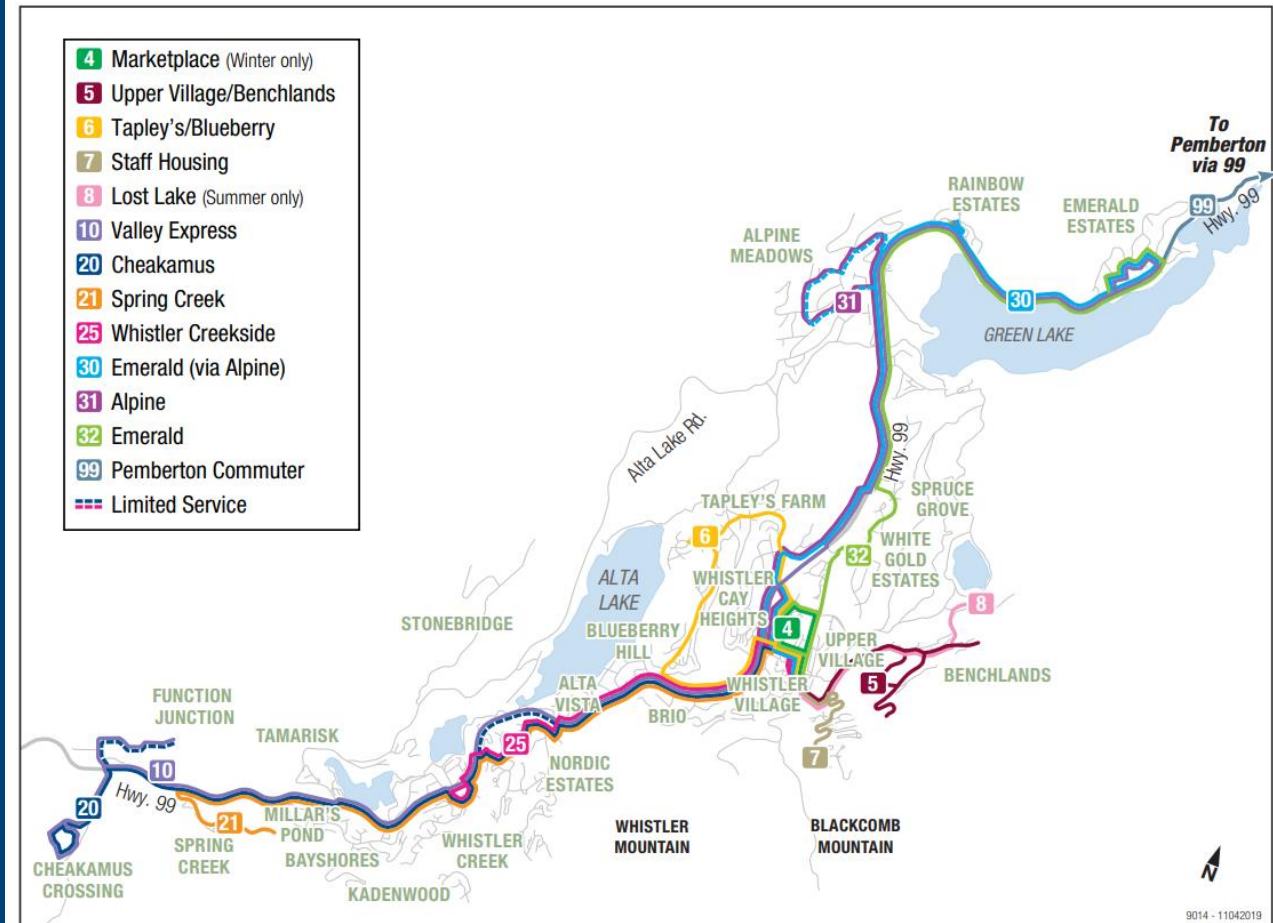 4 Marketplace (Winter only)
5 Upper Village/Benchlands
6 Tapley's/Blueberry
7 Staff Housing
8 Lost Lake (Summer only)
10 Valley Express
20 Cheakamus
21 Spring Creek
25 Whistler Creekside
30 Emerald (via Alpine)
31 Alpine
32 Emerald
99 Pemberton Commuter
Limited Service
To
Pemberton
via 99
99
Hwy. 99
RAINBOW
ESTATES
EMERALD
ESTATES
ALPINE
MEADOWS
31
30
GREEN LAKE
Alta Lake Rd.
Hwy. 99
TAPLEY'S FARM
SPRUCE
GROVE
6
32
WHITE
GOLD
ESTATES
ALTA
LAKE
WHISTLER
CAY
HEIGHTS
8
4
STONEBRIDGE
BLUEBERRY
HILL
UPPER
VILLAGE
BENCHLANDS
5
ALTA
VISTA
WHISTLER
VILLAGE
BRIO
FUNCTION
JUNCTION
TAMARISK
25
NORDIC
ESTATES
7
10
Hwy. 99
20
21
SPRING
CREEK
MILLAR'S
POND
BAYSHORES
WHISTLER
CREEK
WHISTLER
MOUNTAIN
BLACKCOMB
MOUNTAIN
CHEAKAMUS
CROSSING
KADENWOOD
N
9014 - 11042019